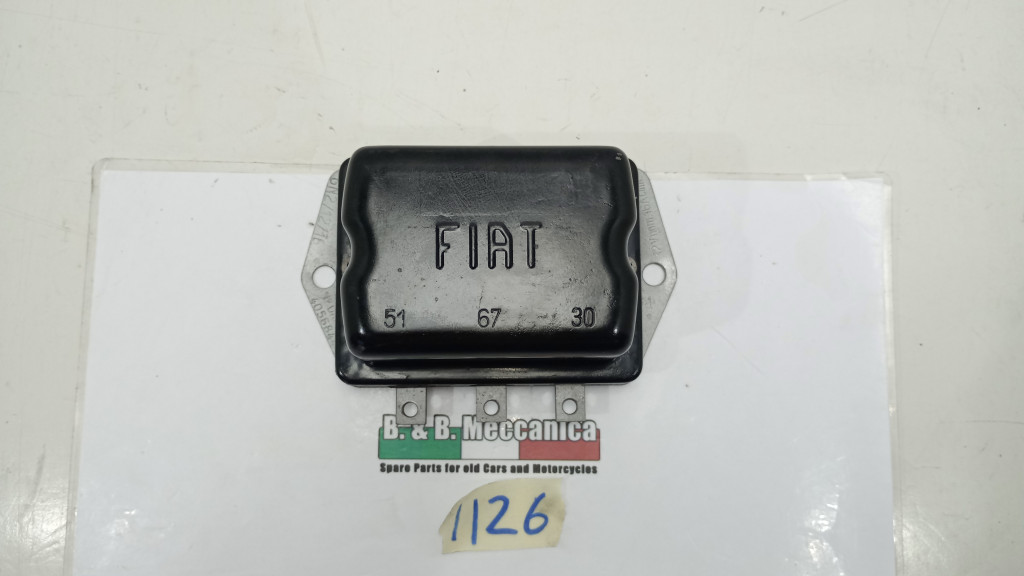 FIAT
51 67 30
B. & B. Meccanica
Spare Parts for old Cars and Motorcycles
1126